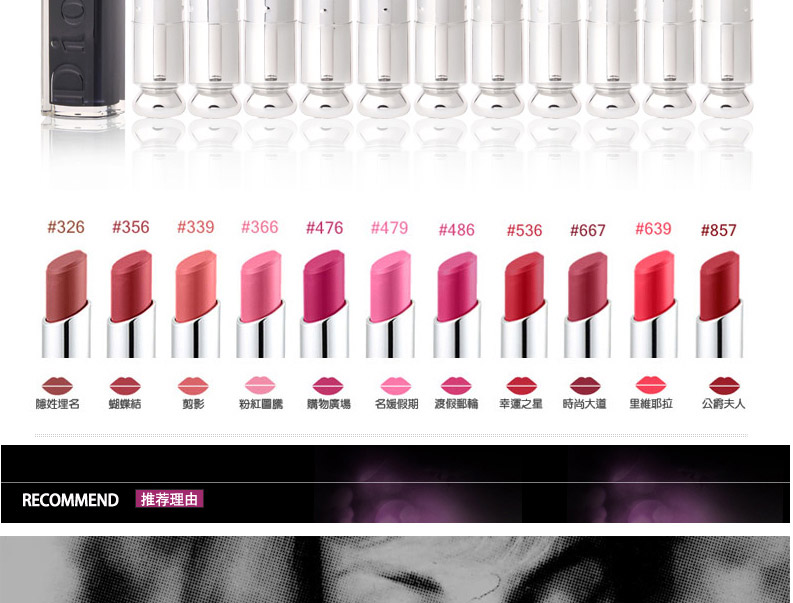 Dio
#326 #356 #339 #366 #476 #479 #486 #536 #667 #639 #857
隱姓埋名 蝴蝶結 剪影 粉紅圖騰 購物廣場 名媛假期 渡假郵輪 幸運之星 時尚大道 里維耶拉 公爵夫人
RECOMMEND 推荐理由